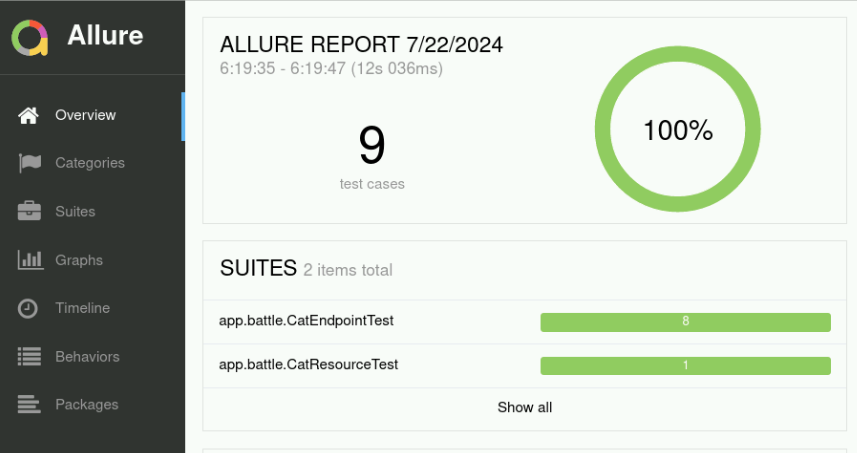 Allure
Overview
Categories
Suites
Graphs
Timeline
Behaviors
Packages
ALLURE REPORT 7/22/2024
6:19:35 - 6:19:47 (12s 036ms)
9
test cases
100%
SUITES 2 items total
app.battle.CatEndpointTest 8
app.battle.CatResourceTest 1
Show all